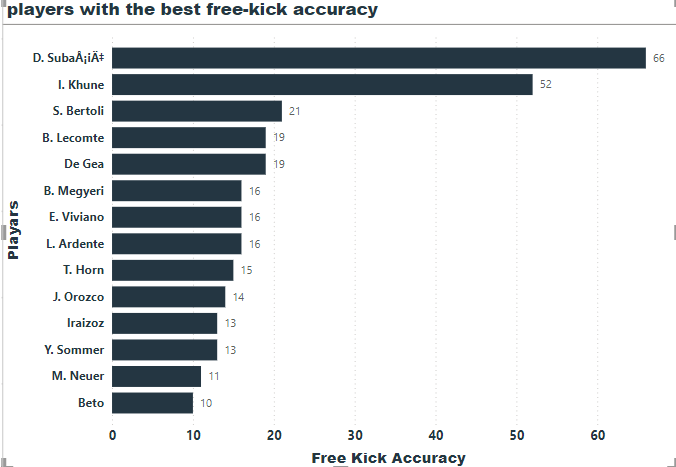 players with the best free-kick accuracy
D. SubaÅ¡iÄ‡ 66
I. Khune 52
S. Bertoli 21
B. Lecomte 19
De Gea 19
B. Megyeri 16
E. Viviano 16
L. Ardente 16
T. Horn 15
J. Orozco 14
Iraizoz 13
Y. Sommer 13
M. Neuer 11
Beto 10
Playars
0 10 20 30 40 50 60
Free Kick Accuracy